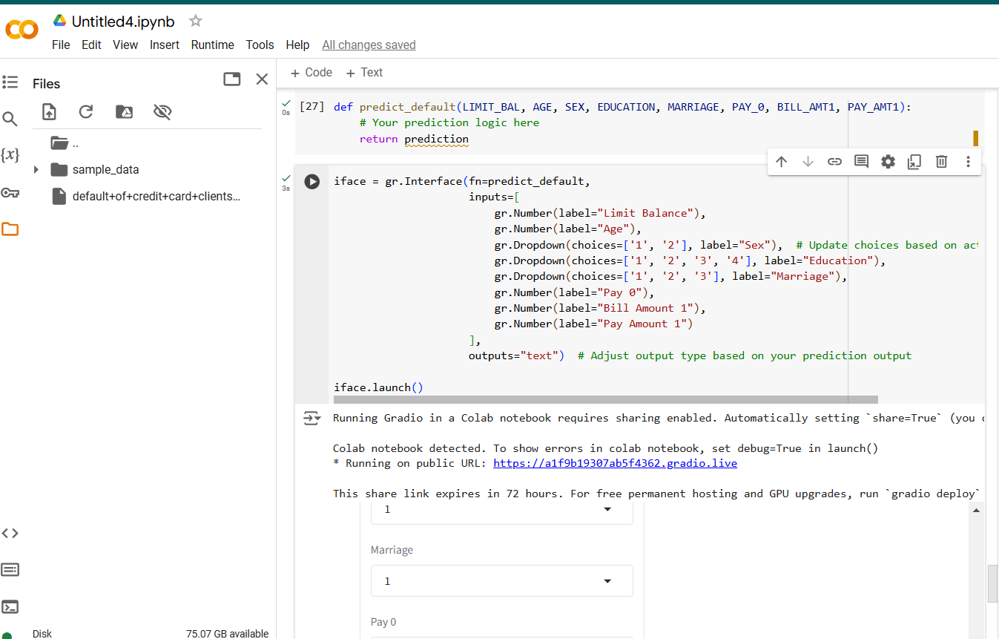 Untitled4.ipynb
File Edit View Insert Runtime Tools Help All changes saved
Files
+ Code + Text
..
sample_data
default+of+credit+card+clients...
{x}
Disk 75.07 GB available
0s
[27] def predict_default(LIMIT_BAL, AGE, SEX, EDUCATION, MARRIAGE, PAY_0, BILL_AMT1, PAY_AMT1):
# Your prediction logic here
return prediction
3s
iface = gr.Interface(fn=predict_default,
inputs=[
gr.Number(label="Limit Balance"),
gr.Number(label="Age"),
gr.Dropdown(choices=['1', '2'], label="Sex"), # Update choices based on act
gr.Dropdown(choices=['1', '2', '3', '4'], label="Education"),
gr.Dropdown(choices=['1', '2', '3'], label="Marriage"),
gr.Number(label="Pay 0"),
gr.Number(label="Bill Amount 1"),
gr.Number(label="Pay Amount 1")
],
outputs="text") # Adjust output type based on your prediction output
iface.launch()
Running Gradio in a Colab notebook requires sharing enabled. Automatically setting `share=True` (you
Colab notebook detected. To show errors in colab notebook, set debug=True in launch()
* Running on public URL: https://a1f9b19307ab5f4362.gradio.live
This share link expires in 72 hours. For free permanent hosting and GPU upgrades, run `gradio deploy`
1
Marriage
1
Pay 0